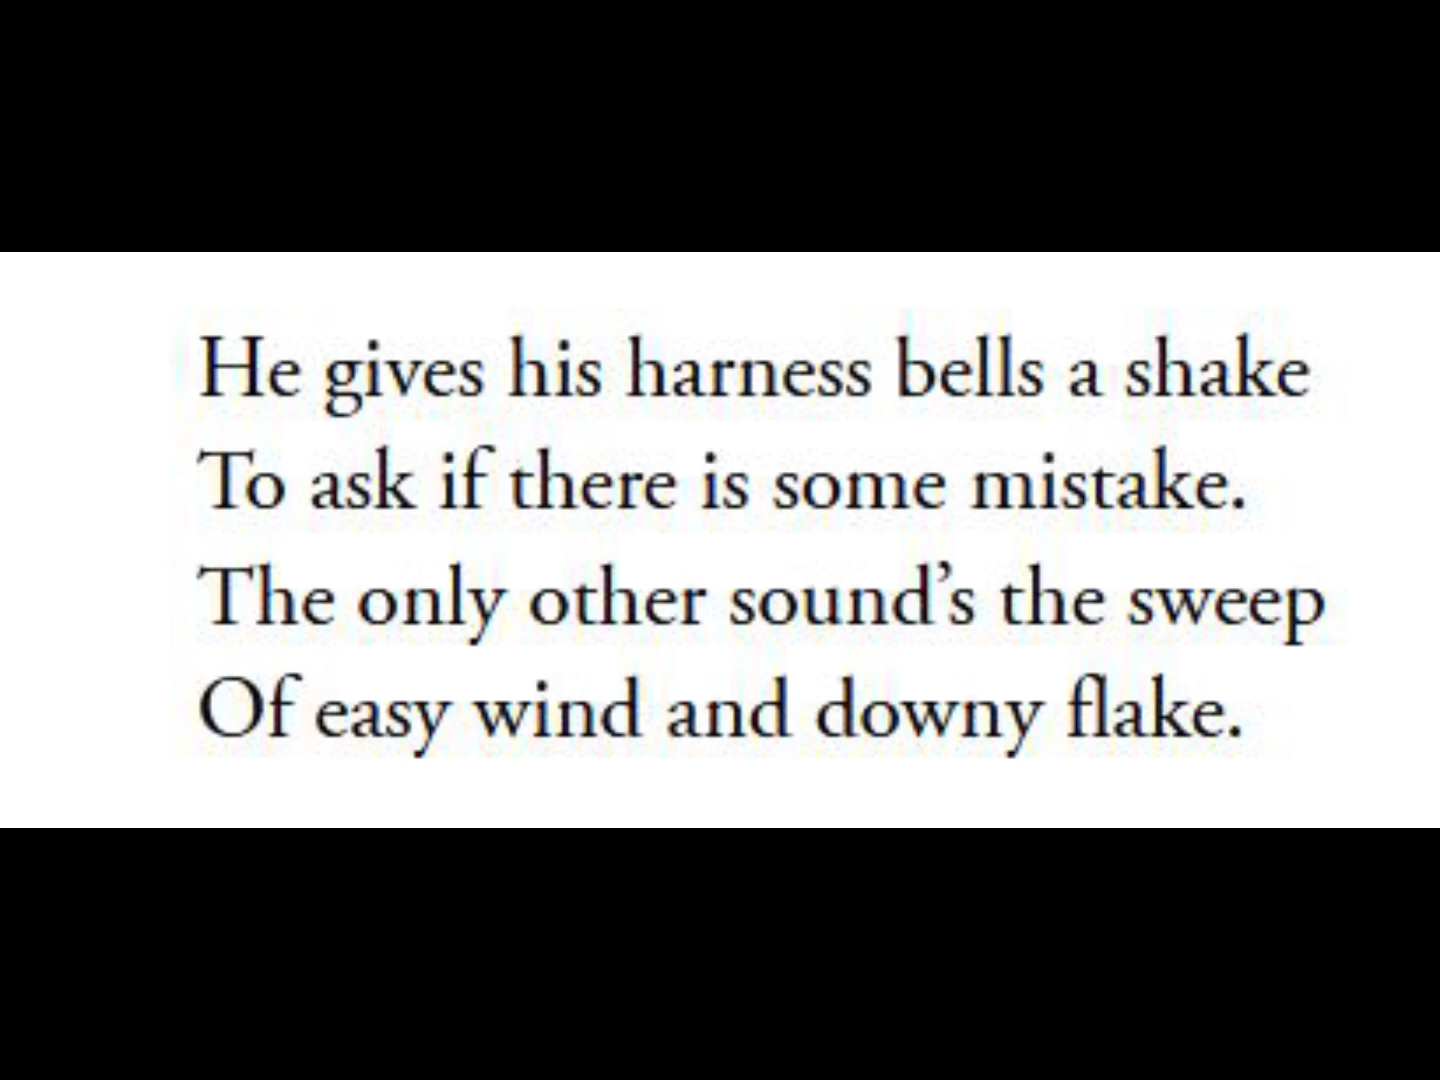 He gives his harness bells a shake
To ask if there is some mistake.
The only other sound’s the sweep
Of easy wind and downy flake.